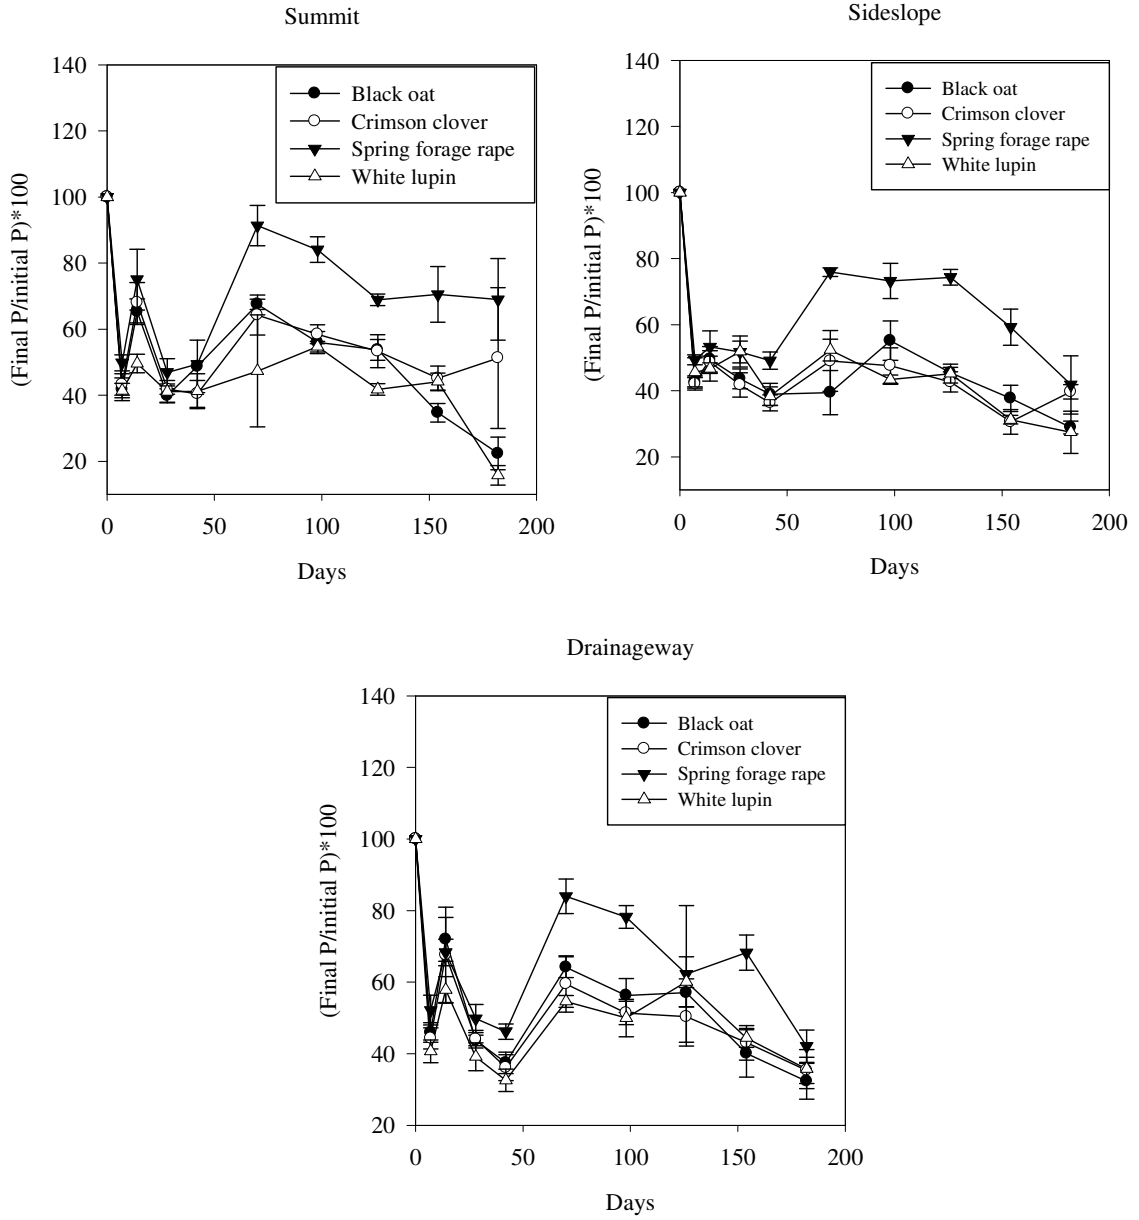 Summit
(Final P/initial P)*100
140
120
100
80
60
40
20
0
50
100
150
200
Days
Black oat
Crimson clover
Spring forage rape
White lupin
Sideslope
(Final P/initial P)*100
140
120
100
80
60
40
20
0
50
100
150
200
Days
Black oat
Crimson clover
Spring forage rape
White lupin
Drainageway
(Final P/initial P)*100
140
120
100
80
60
40
20
0
50
100
150
200
Days
Black oat
Crimson clover
Spring forage rape
White lupin